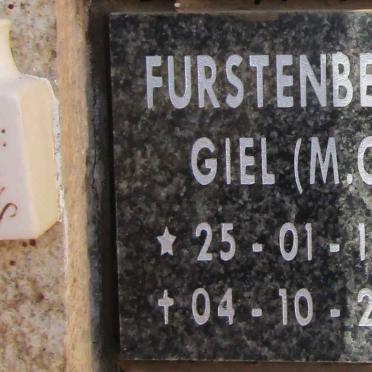 FURSTENBE
GIEL (M.C
★ 25 - 01 - 1
✝ 04 - 10 - 2